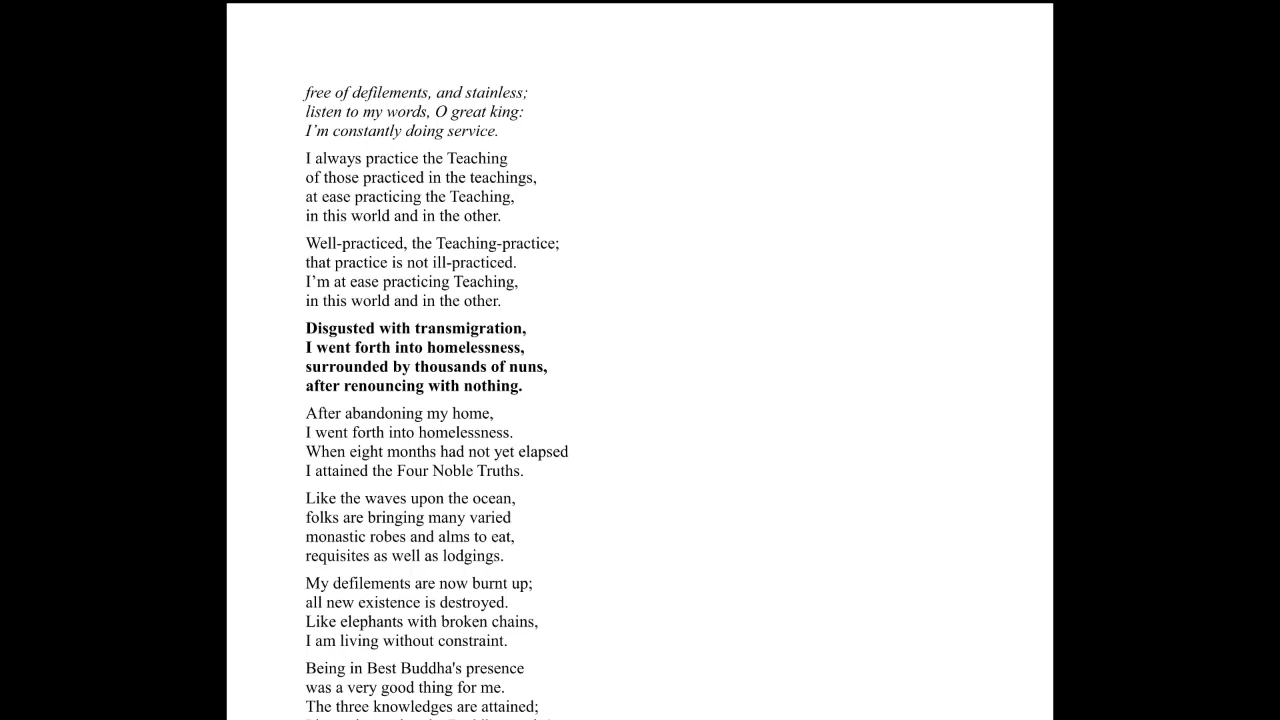 free of defilements, and stainless;
listen to my words, O great king:
I’m constantly doing service.
I always practice the Teaching
of those practiced in the teachings,
at ease practicing the Teaching,
in this world and in the other.
Well-practiced, the Teaching-practice;
that practice is not ill-practiced.
I’m at ease practicing Teaching,
in this world and in the other.
Disgusted with transmigration,
I went forth into homelessness,
surrounded by thousands of nuns,
after renouncing with nothing.
After abandoning my home,
I went forth into homelessness.
When eight months had not yet elapsed
I attained the Four Noble Truths.
Like the waves upon the ocean,
folks are bringing many varied
monastic robes and alms to eat,
requisites as well as lodgings.
My defilements are now burnt up;
all new existence is destroyed.
Like elephants with broken chains,
I am living without constraint.
Being in Best Buddha's presence
was a very good thing for me.
The three knowledges are attained;